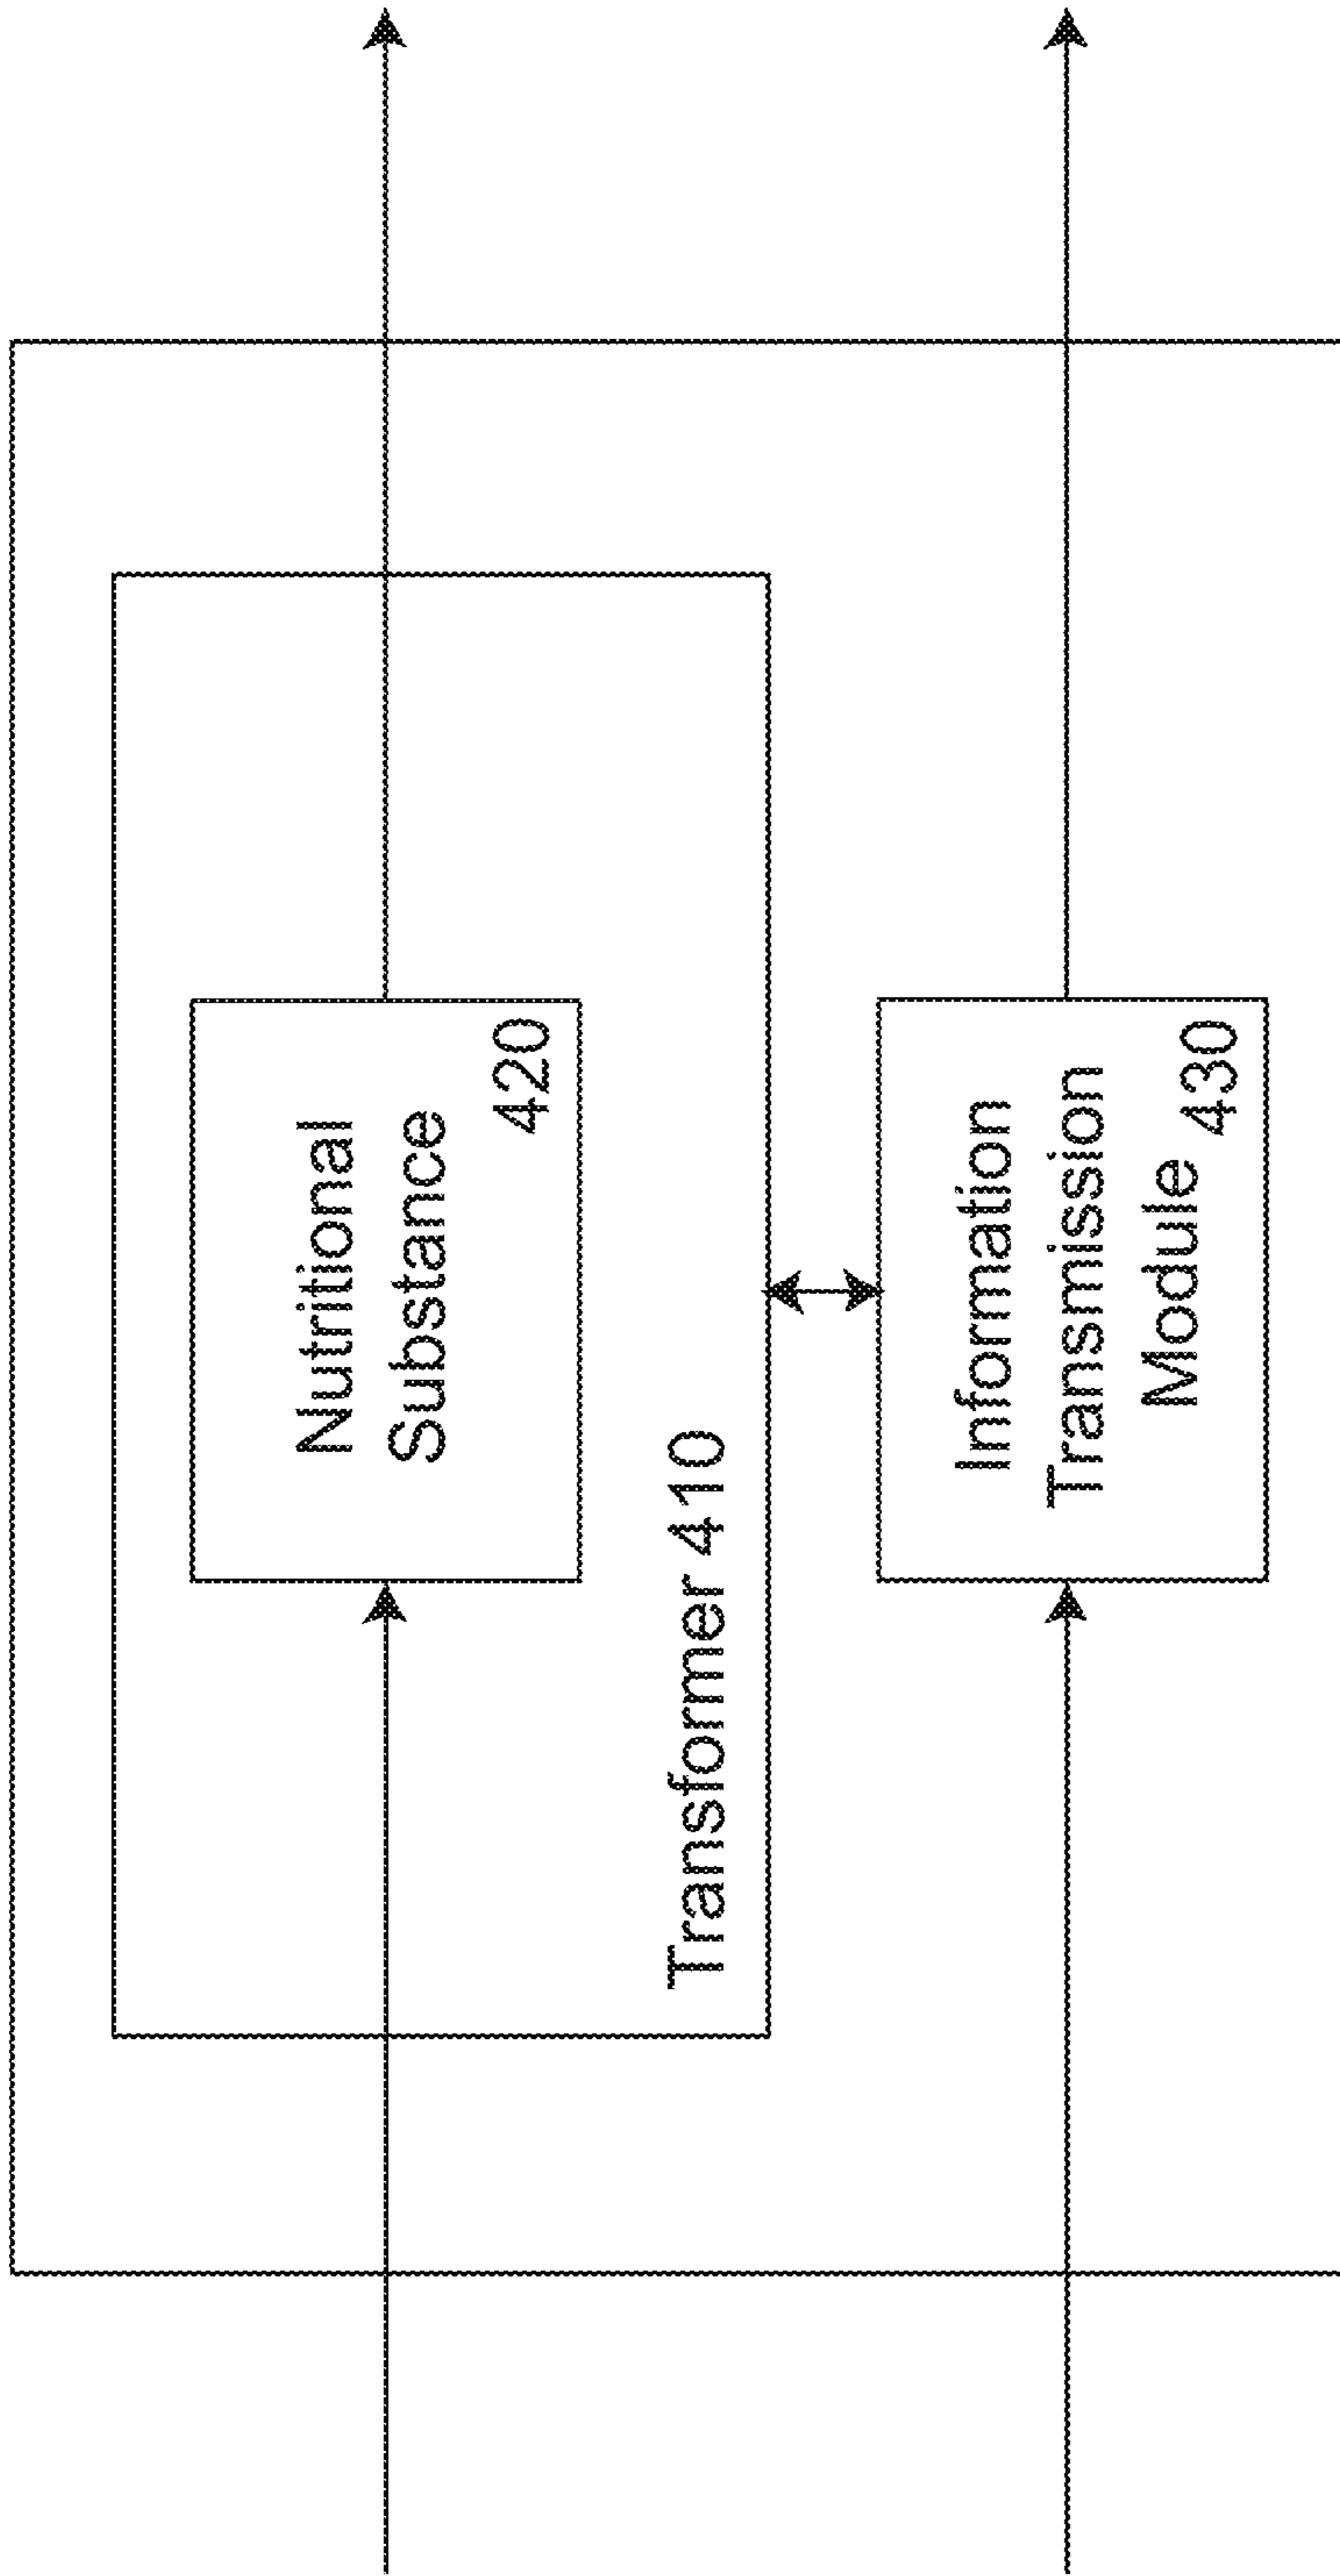 Nutritional
Substance
420
Transformer 410
Information
Transmission
Module 430